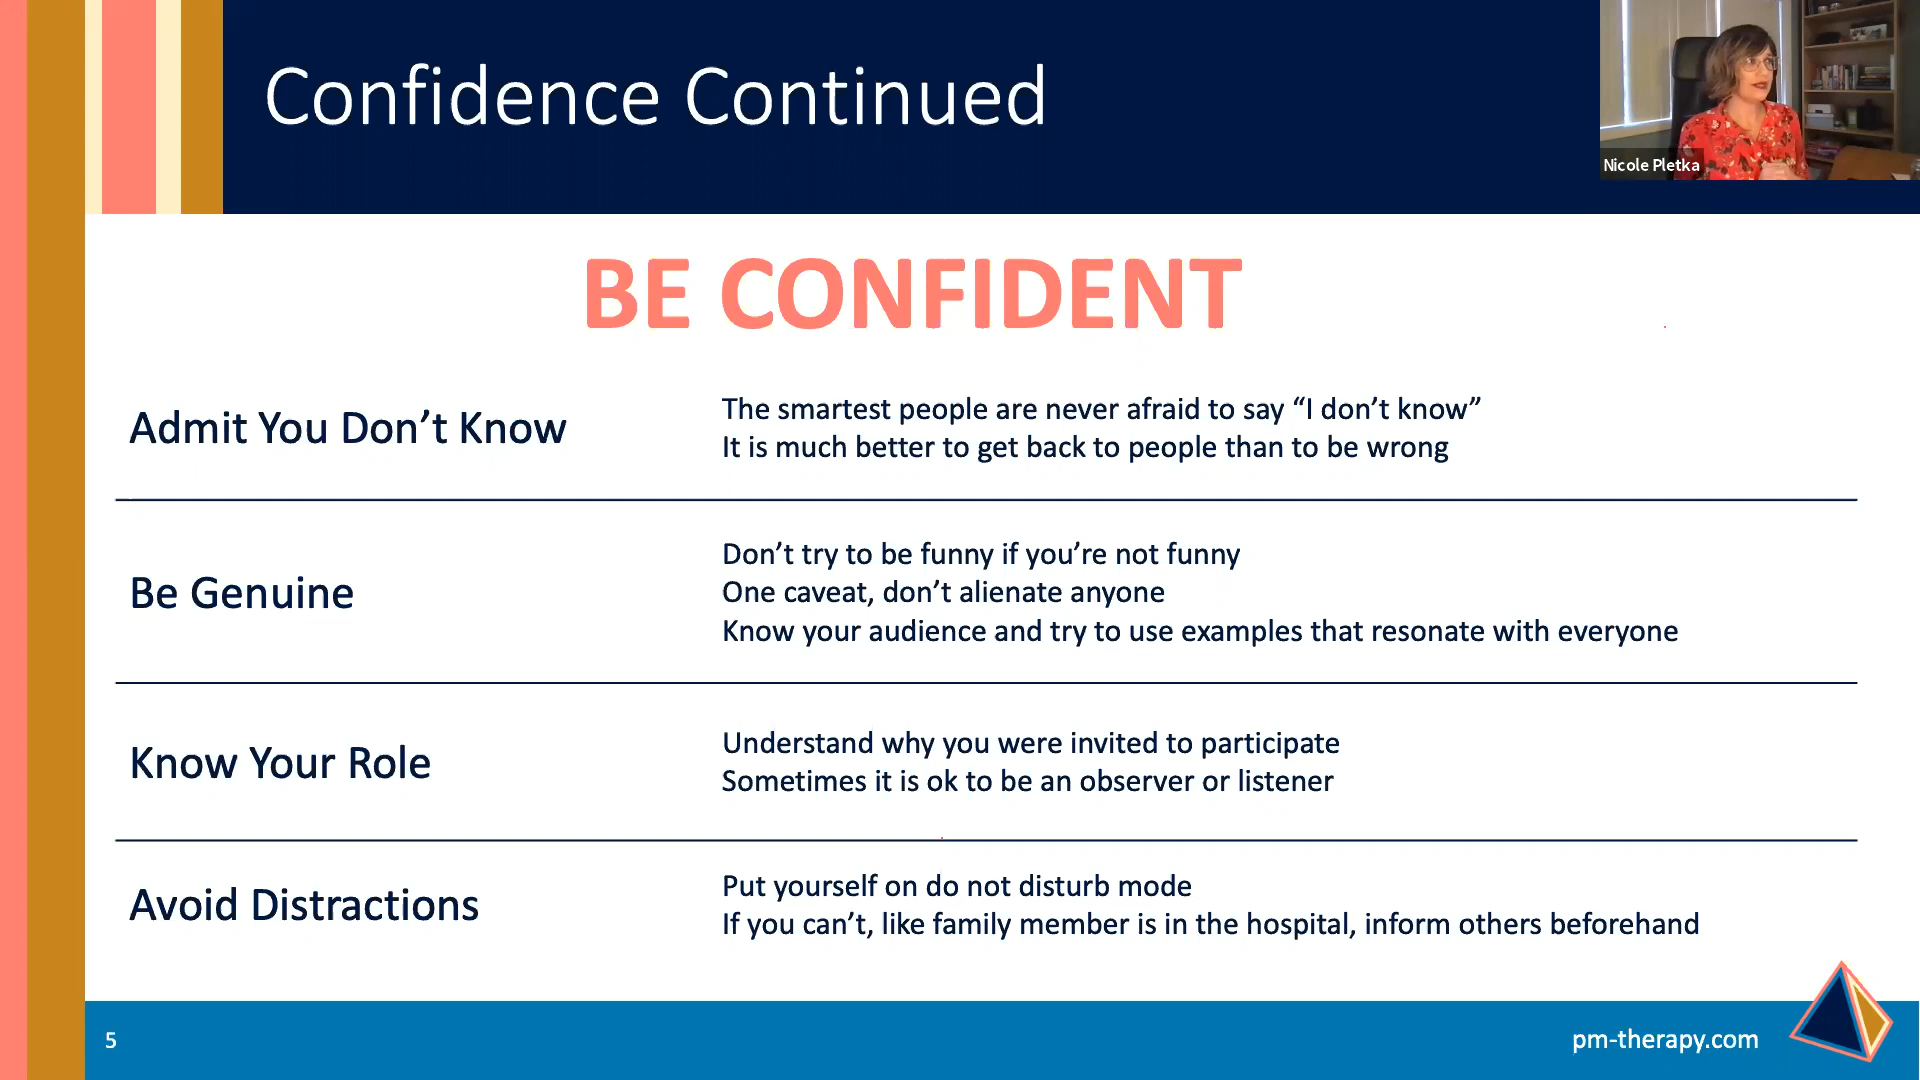 Confidence Continued
Nicole Pletka
BE CONFIDENT
Admit You Don’t Know
The smartest people are never afraid to say “I don’t know”
It is much better to get back to people than to be wrong
Be Genuine
Don’t try to be funny if you’re not funny
One caveat, don’t alienate anyone
Know your audience and try to use examples that resonate with everyone
Know Your Role
Understand why you were invited to participate
Sometimes it is ok to be an observer or listener
Avoid Distractions
Put yourself on do not disturb mode
If you can’t, like family member is in the hospital, inform others beforehand
5
pm-therapy.com